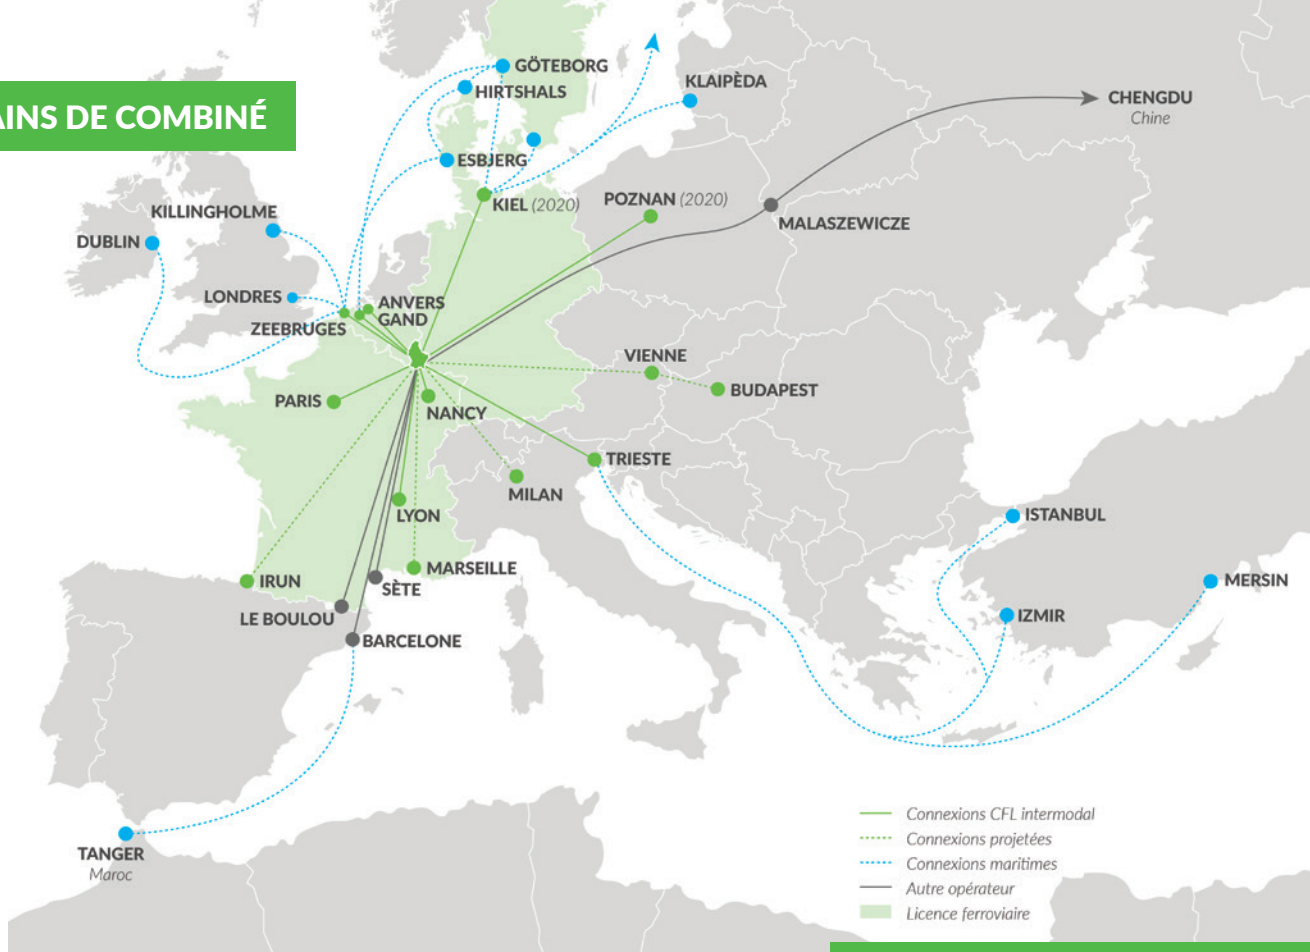 AINS DE COMBINÉ
GÖTEBORG
HIRTSHALS
KLAIPÈDA
CHENGDU
Chine
ESBJERG
KIEL (2020)
POZNAN (2020)
MALASZEWICZE
KILLINGHOLME
DUBLIN
LONDRES
ANVERS
GAND
ZEEBRUGES
VIENNE
BUDAPEST
PARIS
NANCY
TRIESTE
MILAN
LYON
ISTANBUL
MARSEILLE
IRUN
SÈTE
MERSIN
LE BOULOU
IZMIR
BARCELONE
TANGER
Maroc
Connexions CFL intermodal
Connexions projetées
Connexions maritimes
Autre opérateur
Licence ferroviaire